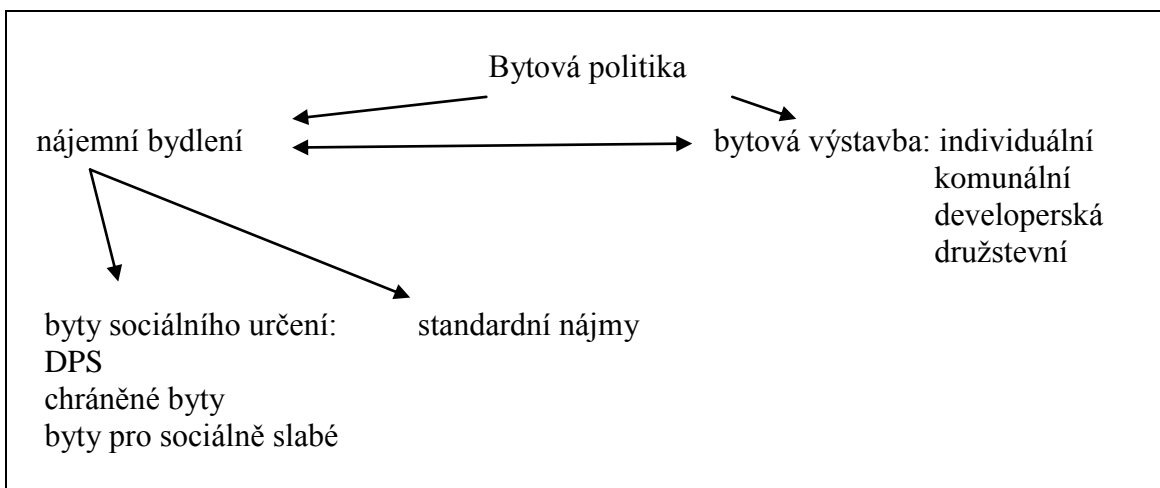 Bytová politika
nájemní bydlení
bytová výstavba: individuální
komunální
developerská
družstevní
byty sociálního určení:
DPS
chráněné byty
byty pro sociálně slabé
standardní nájmy